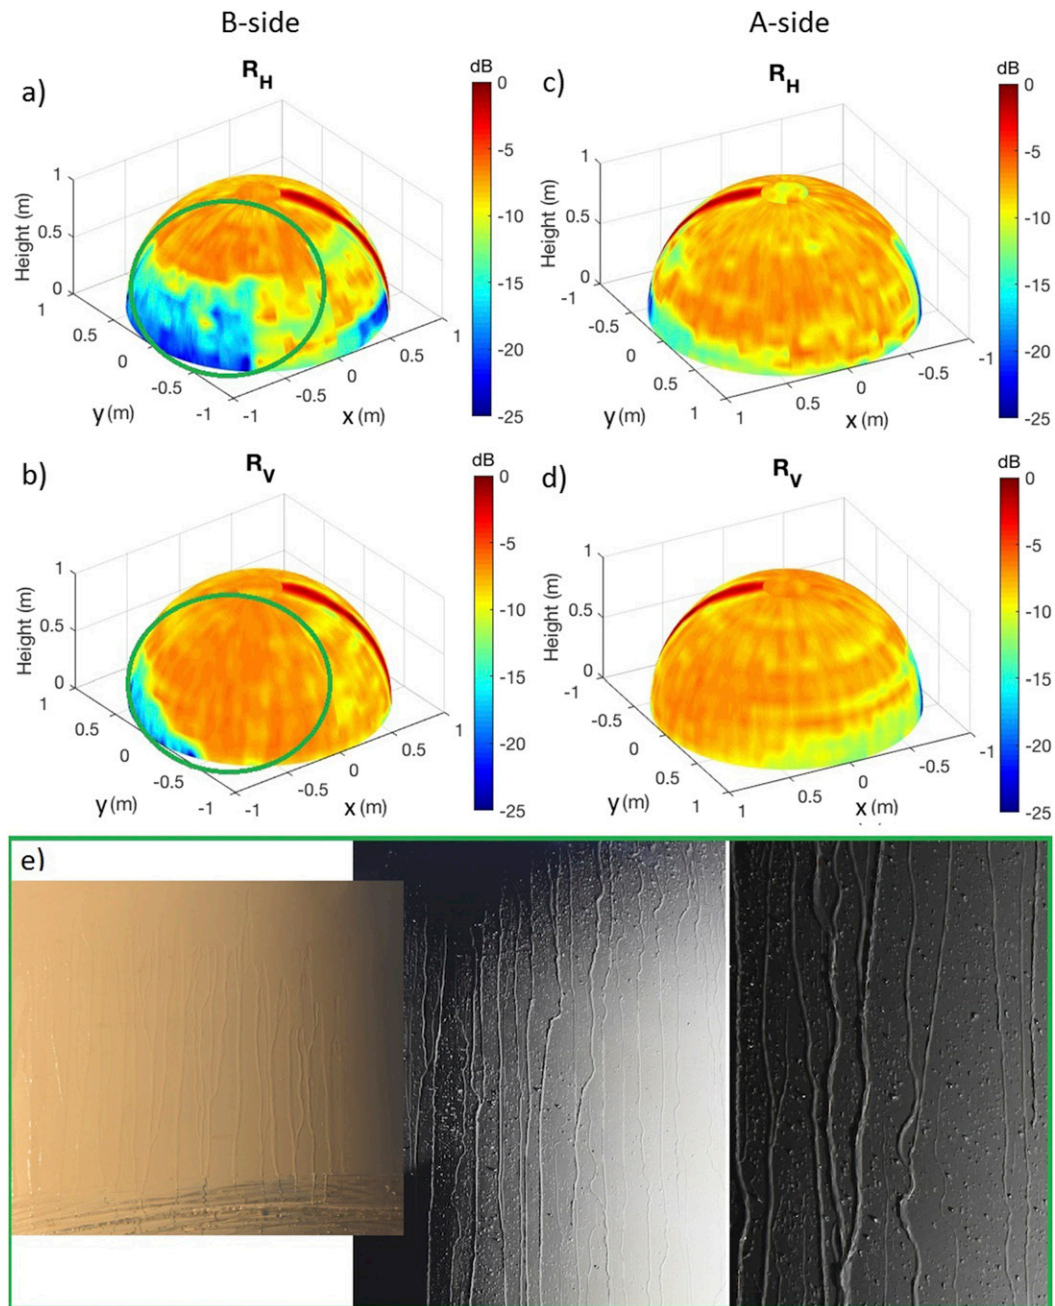 B-side A-side
a) R_H dB c) R_H dB
0 0
-5 -5
-10 -10
-15 -15
-20 -20
-25 -25
Height (m) 1 0.5 0 Height (m) 1 0.5 0
1 0.5 0 -0.5 -1 y (m) -1 -0.5 0 0.5 1 x (m)
-1 -0.5 0 0.5 1 y (m) 1 0.5 0 -0.5 -1 x (m)
b) R_V dB d) R_V dB
0 0
-5 -5
-10 -10
-15 -15
-20 -20
-25 -25
Height (m) 1 0.5 0 Height (m) 1 0.5 0
1 0.5 0 -0.5 -1 y (m) -1 -0.5 0 0.5 1 x (m)
-1 -0.5 0 0.5 1 y (m) 1 0.5 0 -0.5 -1 x (m)
e)